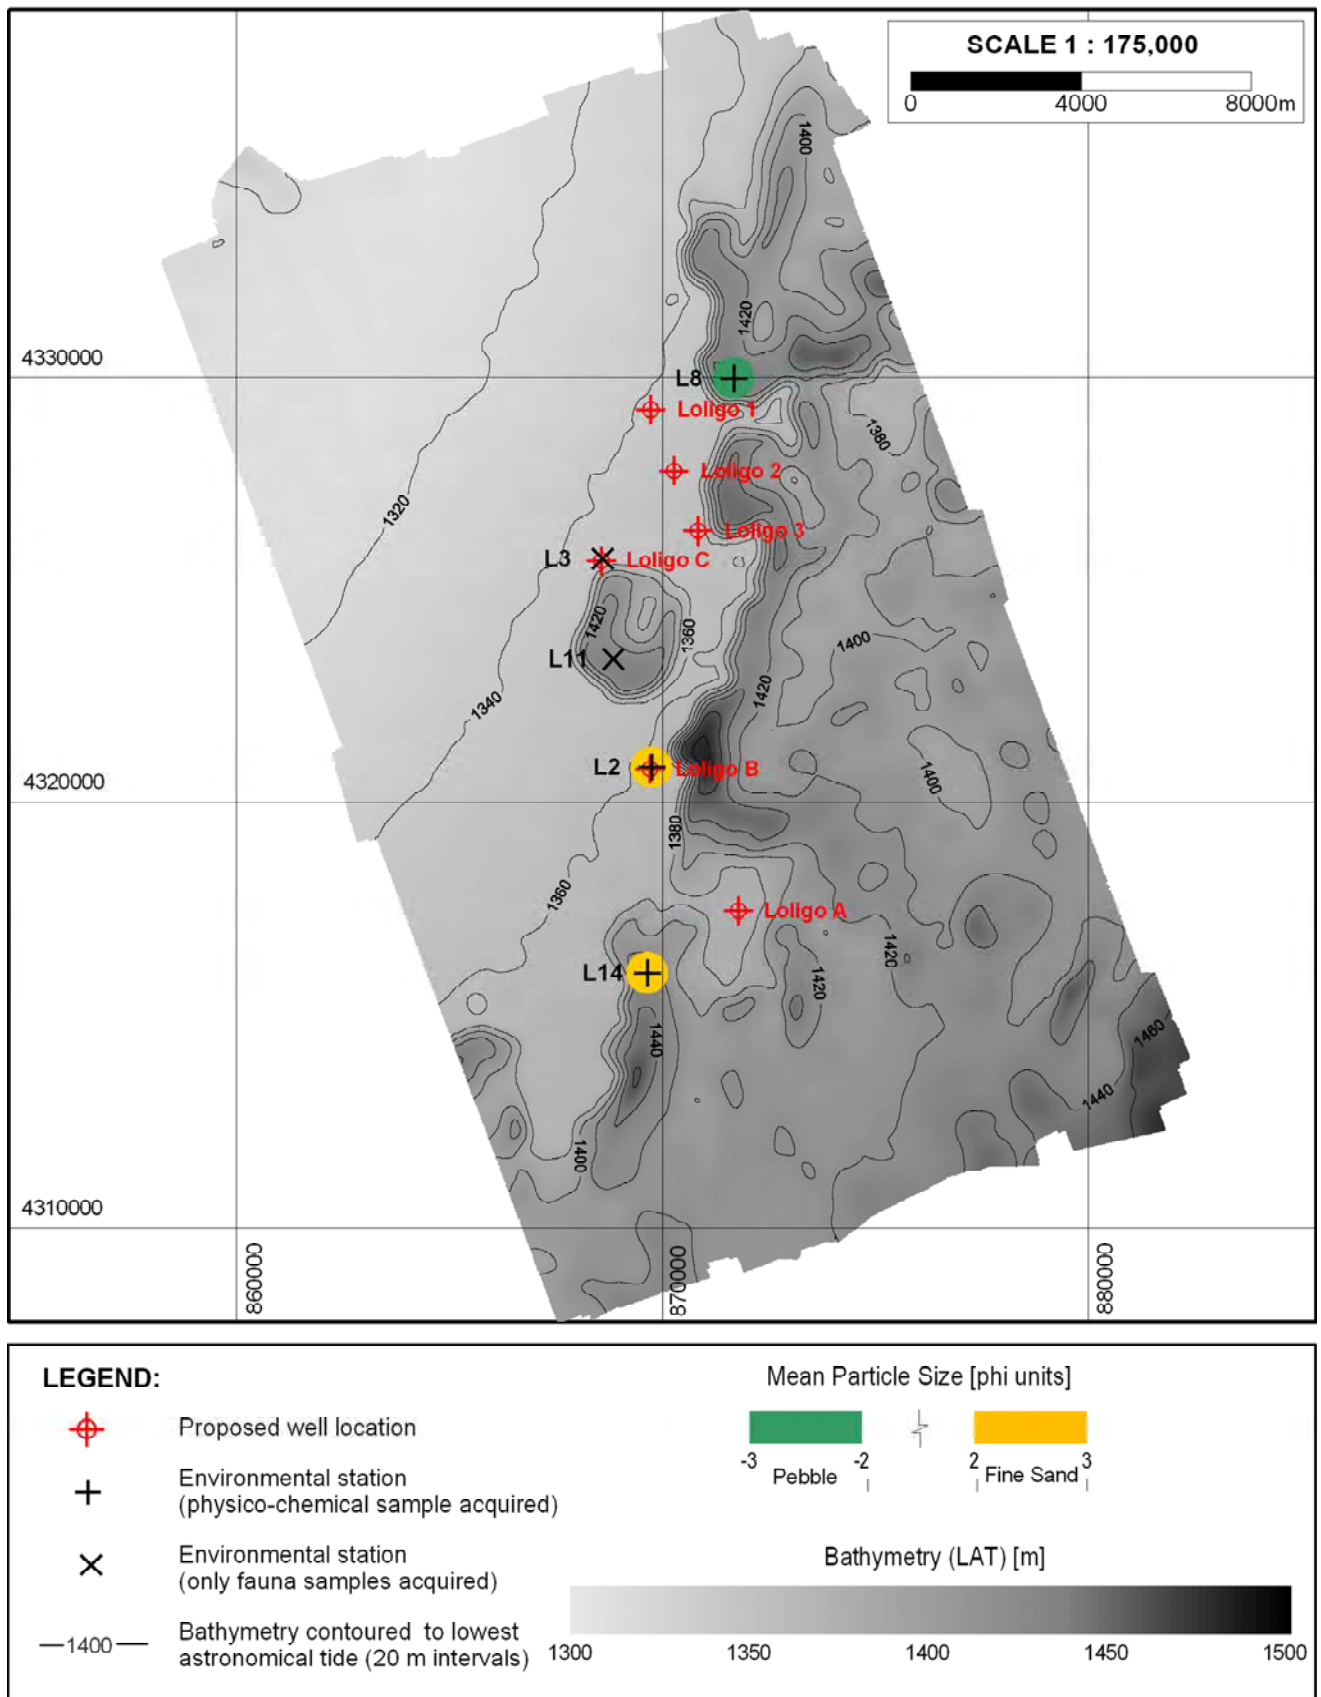 SCALE 1 : 175,000
0 4000 8000m
1400
1420
4330000
L8
Loligo 1
1380
Loligo 2
1320
Loligo 3
L3 Loligo C
1420
1360
1400
L11
1420
1340
L2 Loligo B
1400
4320000
1380
1360
Loligo A
1420
L14
1420
1440
1460
1440
1400
4310000
860000
870000
880000
LEGEND:
Proposed well location
Environmental station
(physico-chemical sample acquired)
Environmental station
(only fauna samples acquired)
—1400— Bathymetry contoured to lowest
astronomical tide (20 m intervals)
Mean Particle Size [phi units]
-3 -2 2 3
Pebble Fine Sand
Bathymetry (LAT) [m]
1300 1350 1400 1450 1500